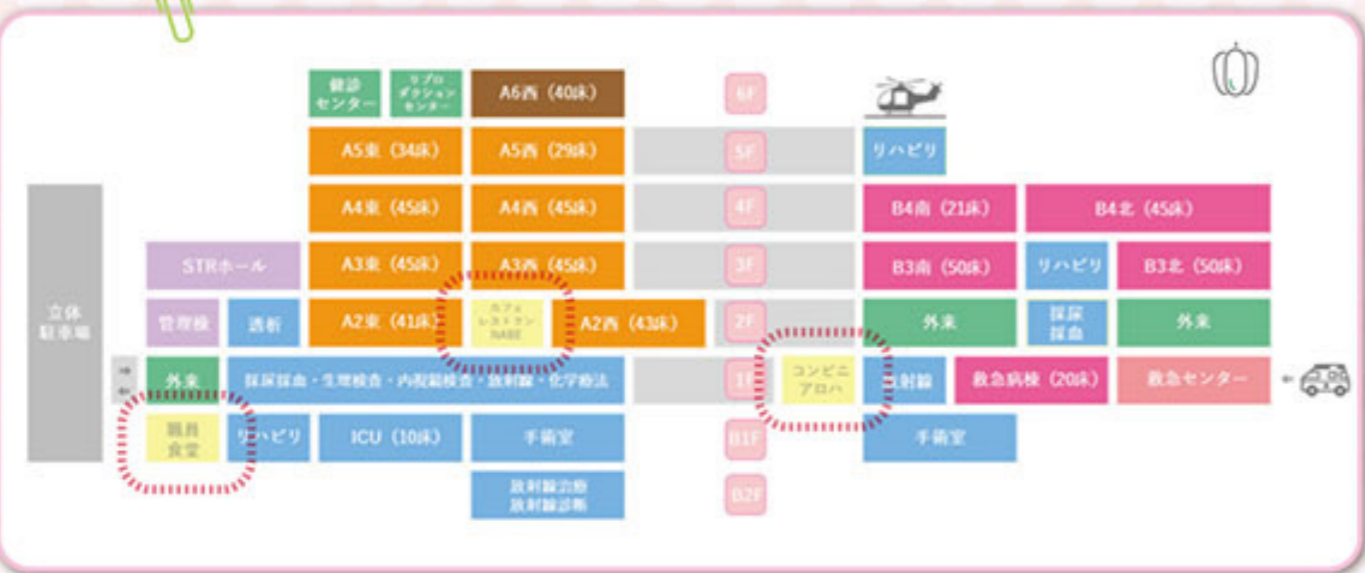 健診
センター
リプロ
ダクション
センター
A6西 (40床)
6F
A5東 (34床)
A5西 (29床)
5F
リハビリ
A4東 (45床)
A4西 (45床)
4F
B4南 (21床)
B4北 (45床)
STRホール
A3東 (45床)
A3西 (45床)
3F
B3南 (50床)
リハビリ
B3北 (50床)
立体
駐車場
管理棟
透析
A2東 (41床)
カフェ
レストラン
NABE
A2西 (43床)
2F
外来
採尿
採血
外来
→
←
外来
採尿採血・生理検査・内視鏡検査・放射線・化学療法
1F
コンビニ
アロハ
放射線
救急病棟 (20床)
救急センター
←
職員
食堂
リハビリ
ICU (10床)
手術室
B1F
手術室
放射線治療
放射線診断
B2F